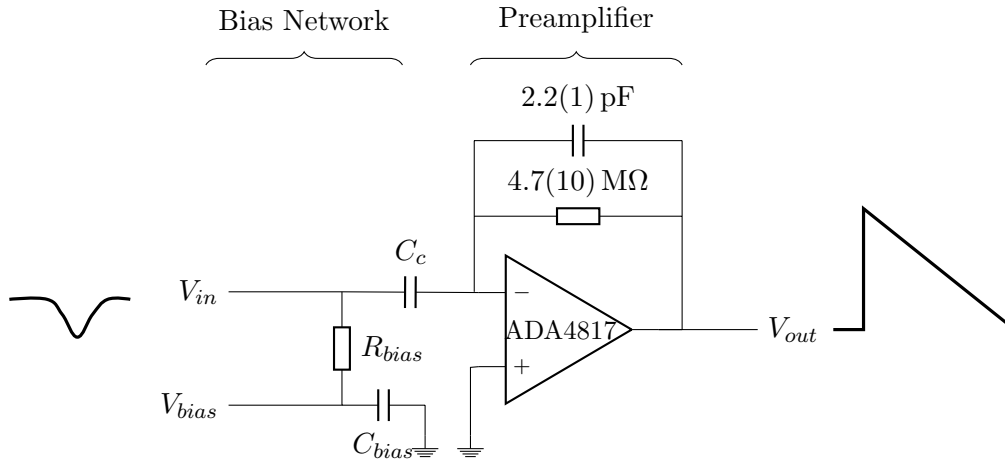 Bias Network
Preamplifier
2.2(1) pF
4.7(10) MΩ
C_c
V_in
−
ADA4817
R_bias
V_out
+
V_bias
C_bias